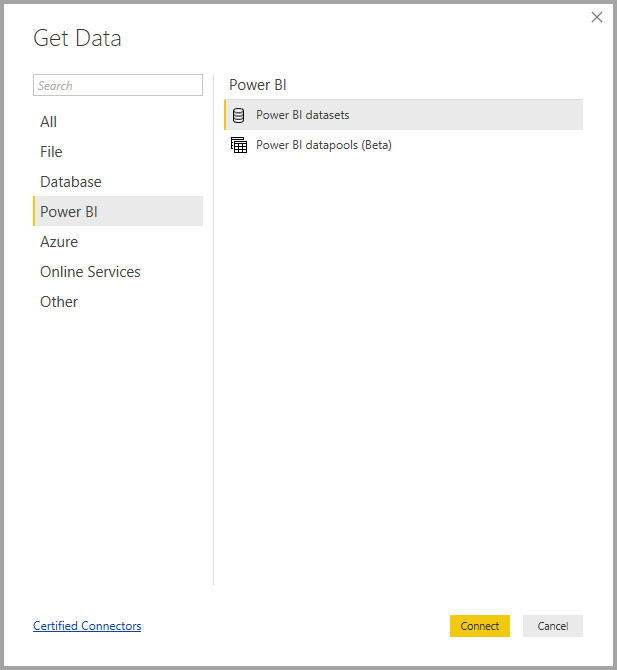 Get Data
Search
All
File
Database
Power BI
Azure
Online Services
Other
Power BI
Power BI datasets
Power BI datapools (Beta)
Certified Connectors
Connect
Cancel